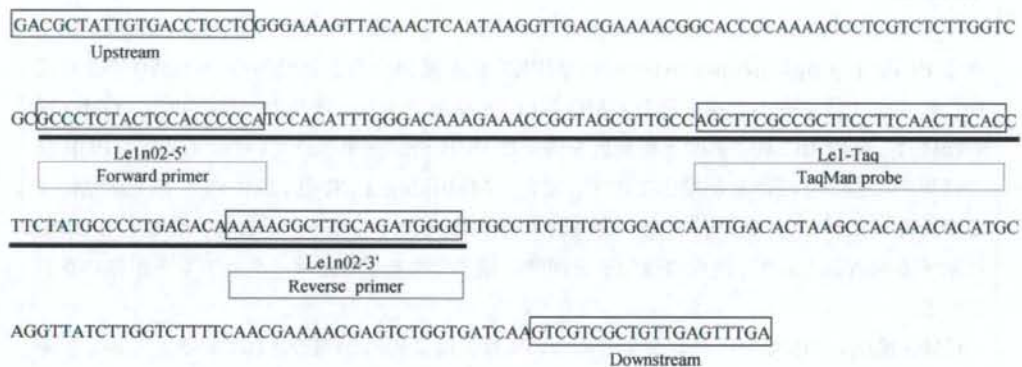 GACGCTATTGTGACCTCCTCGGGAAAGTTACAACTCAATAAGGTTGACGAAAACGGCACCCCAAAACCCTCGTCTCTTGGTC
Upstream
GCGCCCTCTACTCCACCCCCATCCACATTTGGGACAAAGAAACCGGTAGCGTTGCCAGCTTCGCCGCTTCCTTCAACTTCACC
Le1n02-5' Le1-Taq
Forward primer TaqMan probe
TTCTATGCCCCTGACACAAAAAGGCTTGCAGATGGGCTTGCCTTCTTTCTCGCACCAATTGACACTAAGCCACAAACACATGC
Le1n02-3'
Reverse primer
AGGTTATCTTGGTCTTTTCAACGAAAACGAGTCTGGTGATCAAGTCGTCGCTGTTGAGTTTGA
Downstream